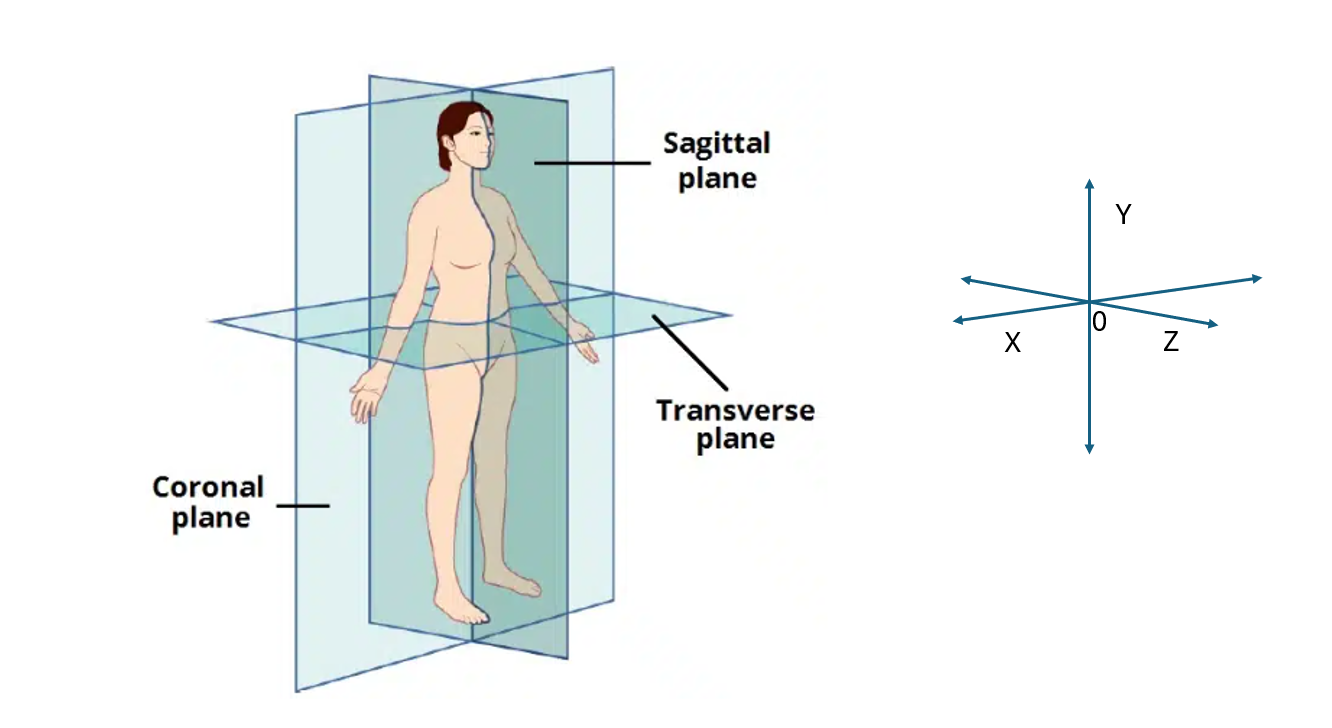 Sagittal
plane
Y
0
X
Z
Transverse
plane
Coronal
plane